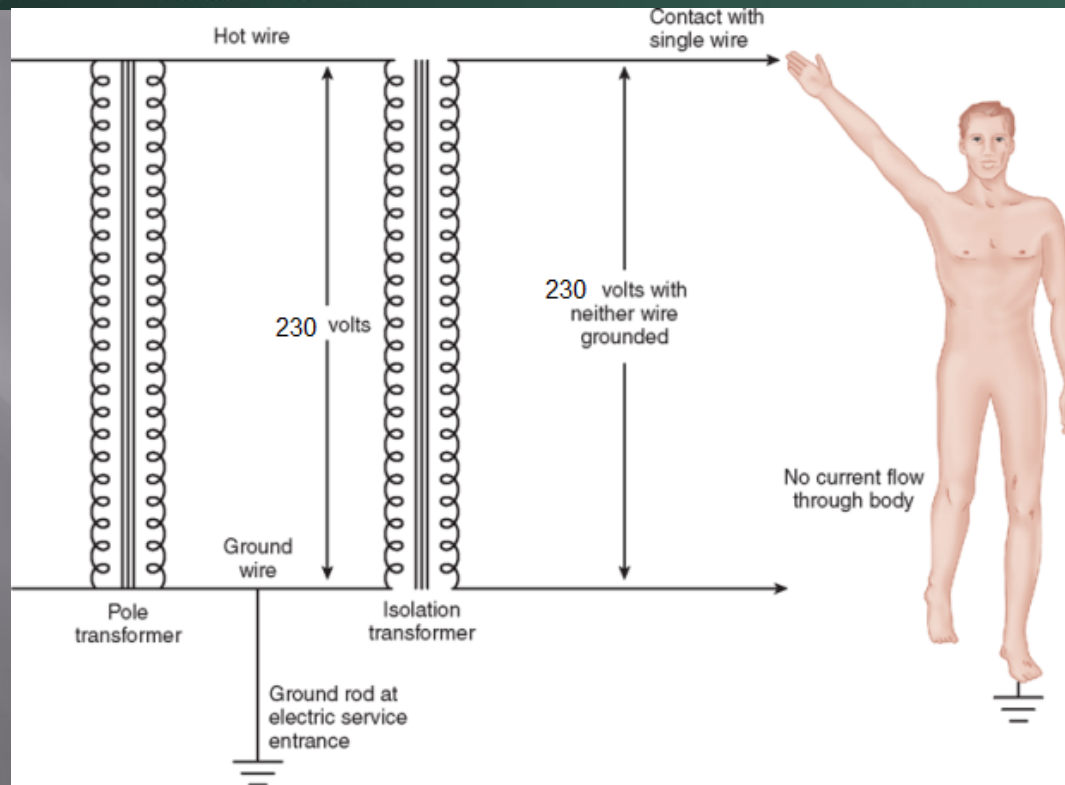 Hot wire
Contact with
single wire
230 volts
230 volts with
neither wire
grounded
No current flow
through body
Ground
wire
Pole
transformer
Isolation
transformer
Ground rod at
electric service
entrance